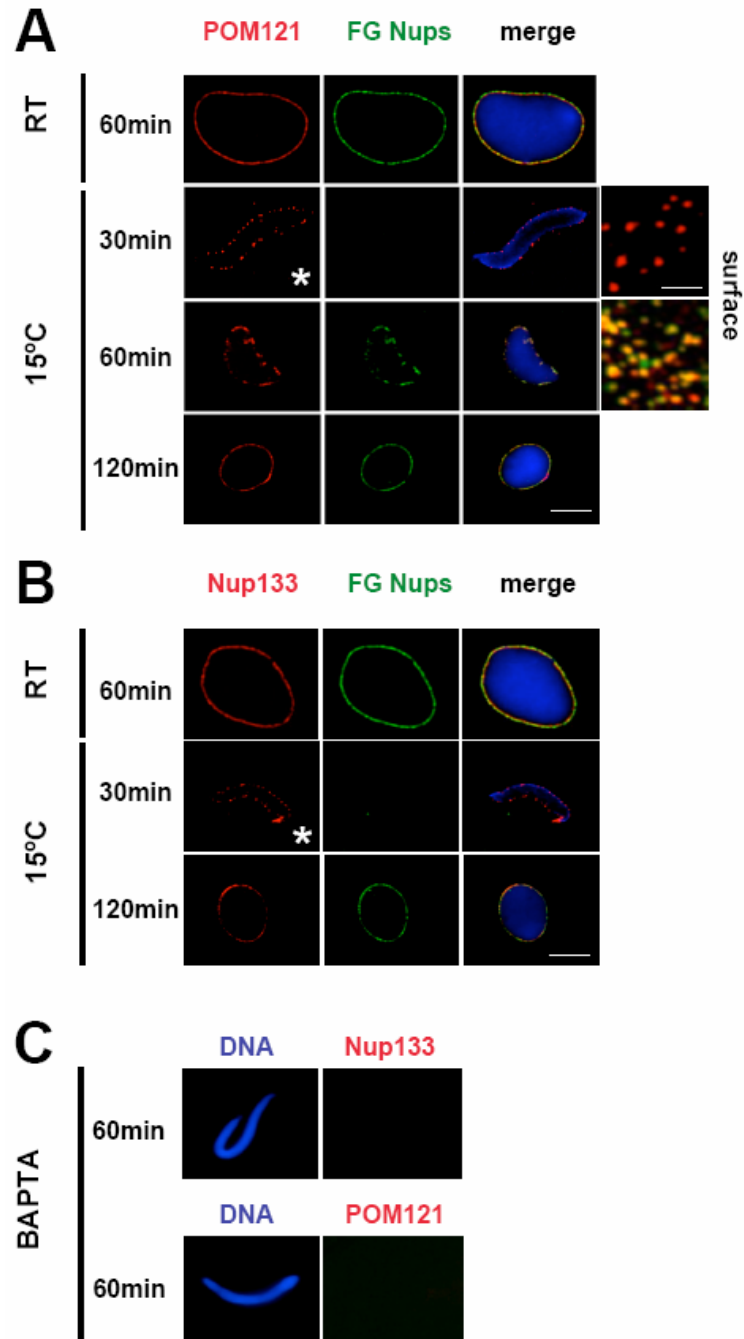 A
POM121 FG Nups merge
RT
60min
15ºC
30min
*
surface
60min
120min
B
Nup133 FG Nups merge
RT
60min
15ºC
30min
*
120min
C
BAPTA
DNA Nup133
60min
DNA POM121
60min